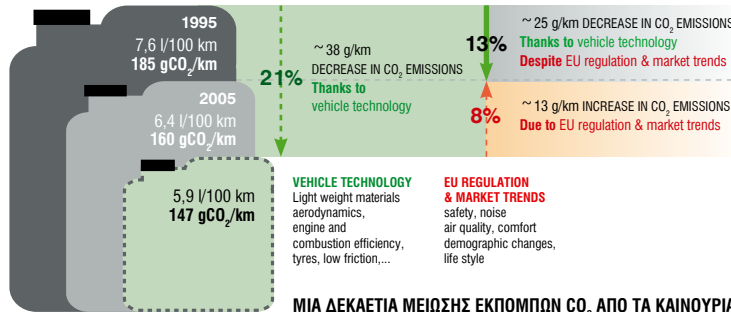 1995
7,6 l/100 km
185 gCO₂/km
2005
6,4 l/100 km
160 gCO₂/km
5,9 l/100 km
147 gCO₂/km
21%
~ 38 g/km
DECREASE IN CO₂ EMISSIONS
Thanks to
vehicle technology
13%
~ 25 g/km DECREASE IN CO₂ EMISSIONS
Thanks to vehicle technology
Despite EU regulation & market trends
8%
~ 13 g/km INCREASE IN CO₂ EMISSIONS
Due to EU regulation & market trends
VEHICLE TECHNOLOGY
Light weight materials
aerodynamics,
engine and
combustion efficiency,
tyres, low friction,...
EU REGULATION
& MARKET TRENDS
safety, noise
air quality, comfort
demographic changes,
life style
ΜΙΑ ΔΕΚΑΕΤΙΑ ΜΕΙΩΣΗΣ ΕΚΠΟΜΠΩΝ CO₂ ΑΠΟ ΤΑ ΚΑΙΝΟΥΡΙΑ